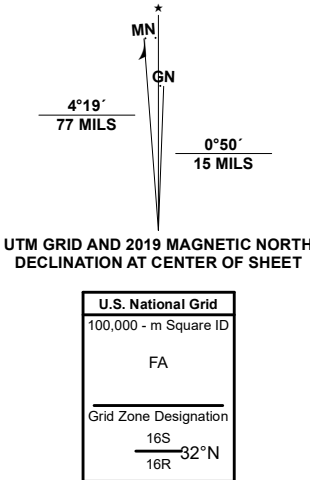 ★
MN
GN
4°19´
77 MILS
0°50´
15 MILS
UTM GRID AND 2019 MAGNETIC NORTH
DECLINATION AT CENTER OF SHEET
U.S. National Grid
100,000 - m Square ID
FA
Grid Zone Designation
16S
32°N
16R